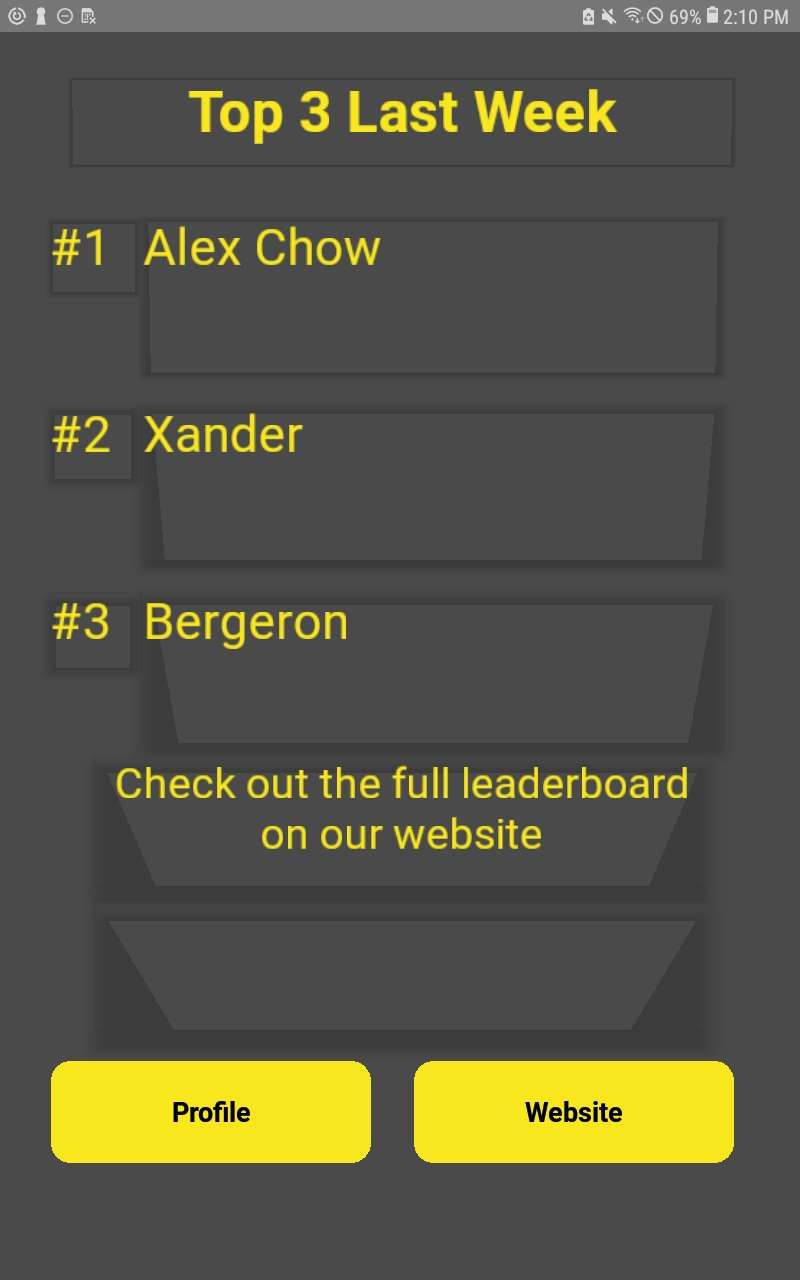 69% 2:10 PM
Top 3 Last Week
#1 Alex Chow
#2 Xander
#3 Bergeron
Check out the full leaderboard
on our website
Profile Website